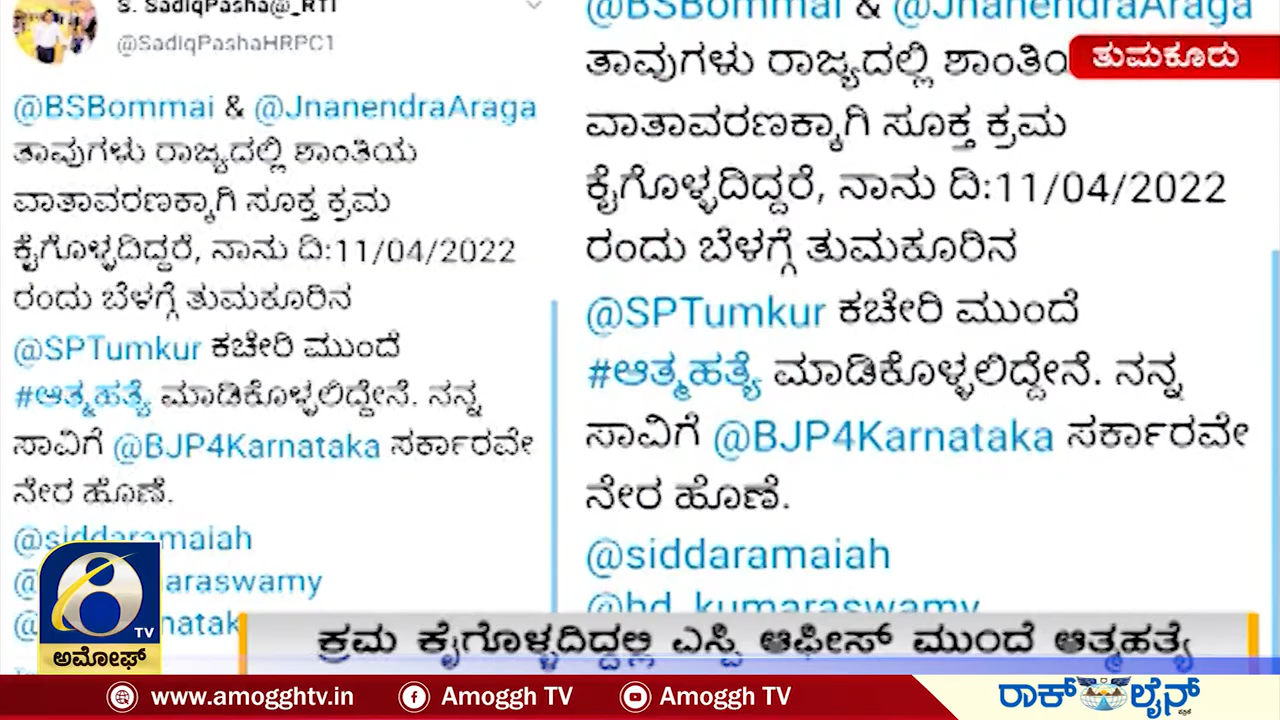 S. SadIqPasha@_RTI
@SadIqPashaHRPC1
@BSBommai & @JnanendraAraga
ತಾವುಗಳು ರಾಜ್ಯದಲ್ಲಿ ಶಾಂತಿಯ
ವಾತಾವರಣಕ್ಕಾಗಿ ಸೂಕ್ತ ಕ್ರಮ
ಕೈಗೊಳ್ಳದಿದ್ದರೆ, ನಾನು ದಿ:11/04/2022
ರಂದು ಬೆಳಗ್ಗೆ ತುಮಕೂರಿನ
@SPTumkur ಕಚೇರಿ ಮುಂದೆ
#ಆತ್ಮಹತ್ಯೆ ಮಾಡಿಕೊಳ್ಳಲಿದ್ದೇನೆ. ನನ್ನ
ಸಾವಿಗೆ @BJP4Karnataka ಸರ್ಕಾರವೇ
ನೇರ ಹೊಣೆ.
@siddaramaiah
@BSBommai & @JnanendraAraga
ತಾವುಗಳು ರಾಜ್ಯದಲ್ಲಿ ಶಾಂತಿಯ
ವಾತಾವರಣಕ್ಕಾಗಿ ಸೂಕ್ತ ಕ್ರಮ
ಕೈಗೊಳ್ಳದಿದ್ದರೆ, ನಾನು ದಿ:11/04/2022
ರಂದು ಬೆಳಗ್ಗೆ ತುಮಕೂರಿನ
@SPTumkur ಕಚೇರಿ ಮುಂದೆ
#ಆತ್ಮಹತ್ಯೆ ಮಾಡಿಕೊಳ್ಳಲಿದ್ದೇನೆ. ನನ್ನ
ಸಾವಿಗೆ @BJP4Karnataka ಸರ್ಕಾರವೇ
ನೇರ ಹೊಣೆ.
@siddaramaiah
@hd_kumaraswamy
ತುಮಕೂರು
TV
ಅಮೋಘ್
ಕ್ರಮ ಕೈಗೊಳ್ಳದಿದ್ದಲ್ಲಿ ಎಸ್ಪಿ ಆಫೀಸ್ ಮುಂದೆ ಆತ್ಮಹತ್ಯೆ
www.amogghtv.in Amoggh TV Amoggh TV
ರಾಕ್ ಲೈನ್